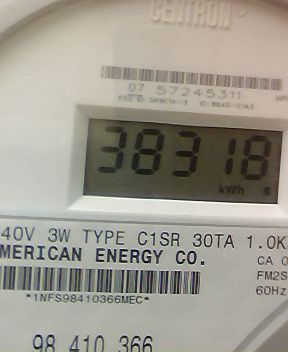 CENTRON®
07 57245311
38318
kWh
40V 3W TYPE C1SR 30TA 1.0K
MERICAN ENERGY CO.
CA 0
FM2S
*1NFS98410366MEC*
60Hz
98 410 366